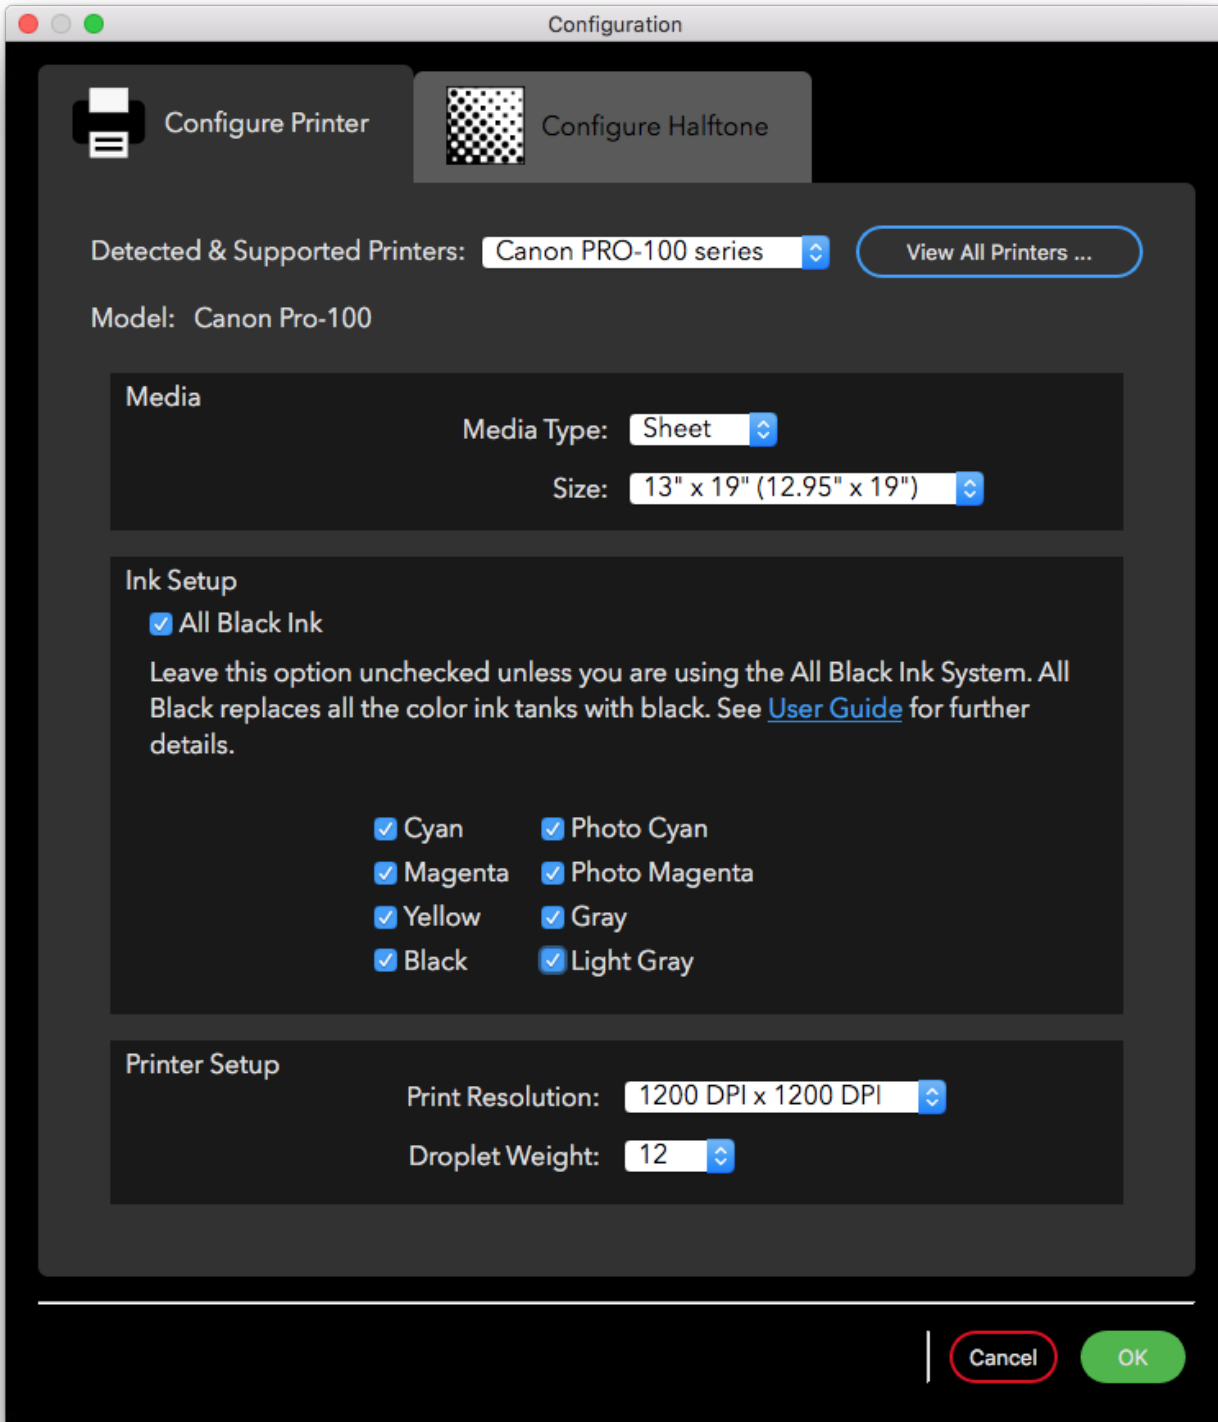 Configuration
Configure Printer
Configure Halftone
Detected & Supported Printers: Canon PRO-100 series View All Printers ...
Model: Canon Pro-100
Media
Media Type: Sheet
Size: 13" x 19" (12.95" x 19")
Ink Setup
All Black Ink
Leave this option unchecked unless you are using the All Black Ink System. All
Black replaces all the color ink tanks with black. See User Guide for further
details.
Cyan Photo Cyan
Magenta Photo Magenta
Yellow Gray
Black Light Gray
Printer Setup
Print Resolution: 1200 DPI x 1200 DPI
Droplet Weight: 12
Cancel OK